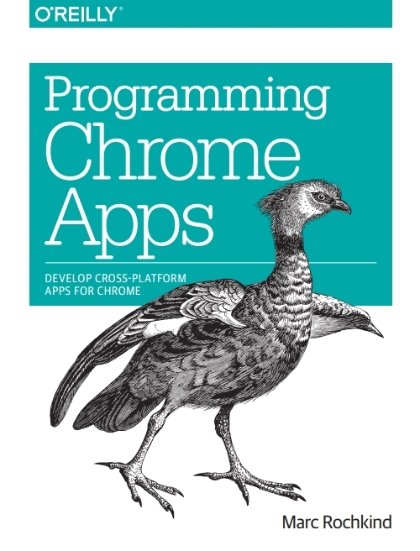 O'REILLY®
Programming
Chrome
Apps
DEVELOP CROSS-PLATFORM
APPS FOR CHROME
Marc Rochkind